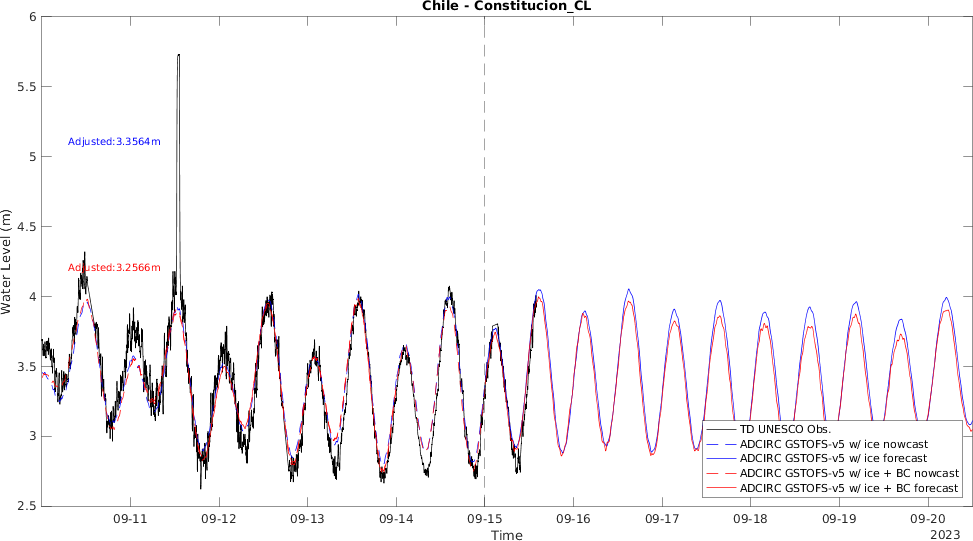 Chile - Constitucion_CL
6
5.5
5
4.5
4
3.5
3
2.5
Water Level (m)
Adjusted:3.3564m
Adjusted:3.2566m
TD UNESCO Obs.
ADCIRC GSTOFS-v5 w/ ice nowcast
ADCIRC GSTOFS-v5 w/ ice forecast
ADCIRC GSTOFS-v5 w/ ice + BC nowcast
ADCIRC GSTOFS-v5 w/ ice + BC forecast
09-11 09-12 09-13 09-14 09-15 09-16 09-17 09-18 09-19 09-20
Time
2023